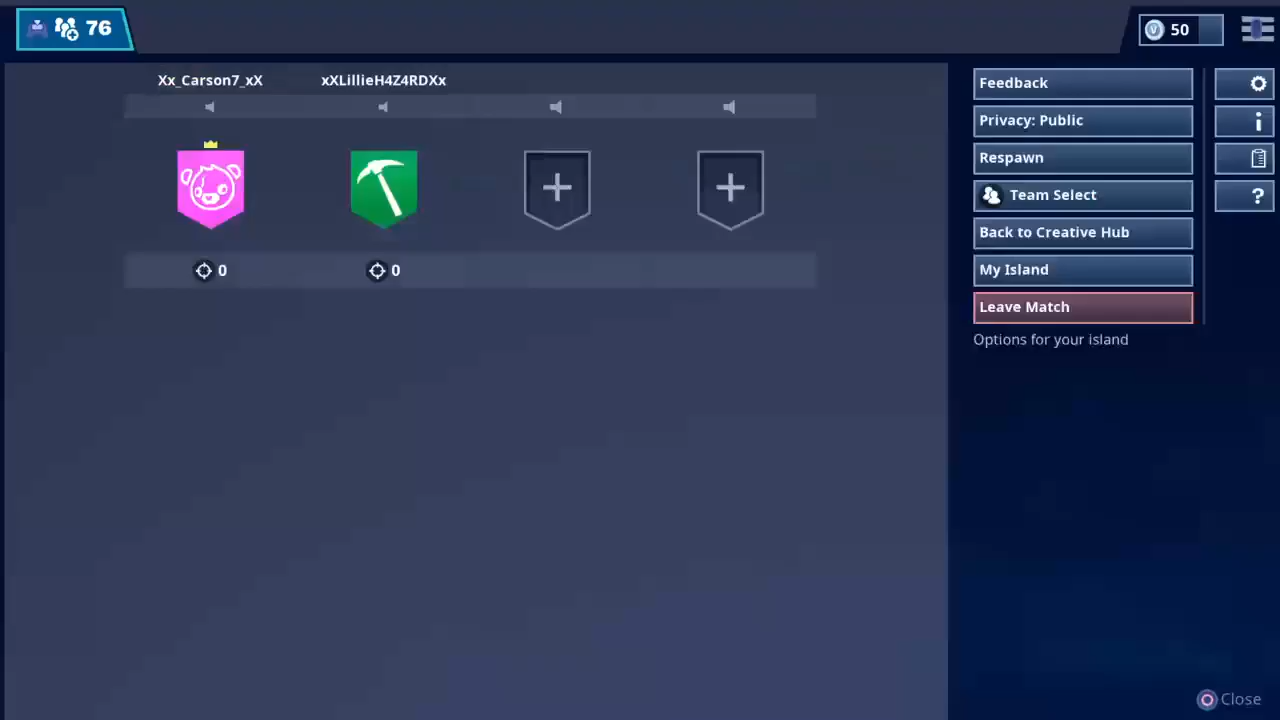 76
50
Xx_Carson7_xX xXLillieH4Z4RDXx
0 0
Feedback
Privacy: Public
Respawn
Team Select
Back to Creative Hub
My Island
Leave Match
Options for your island
i
?
Close